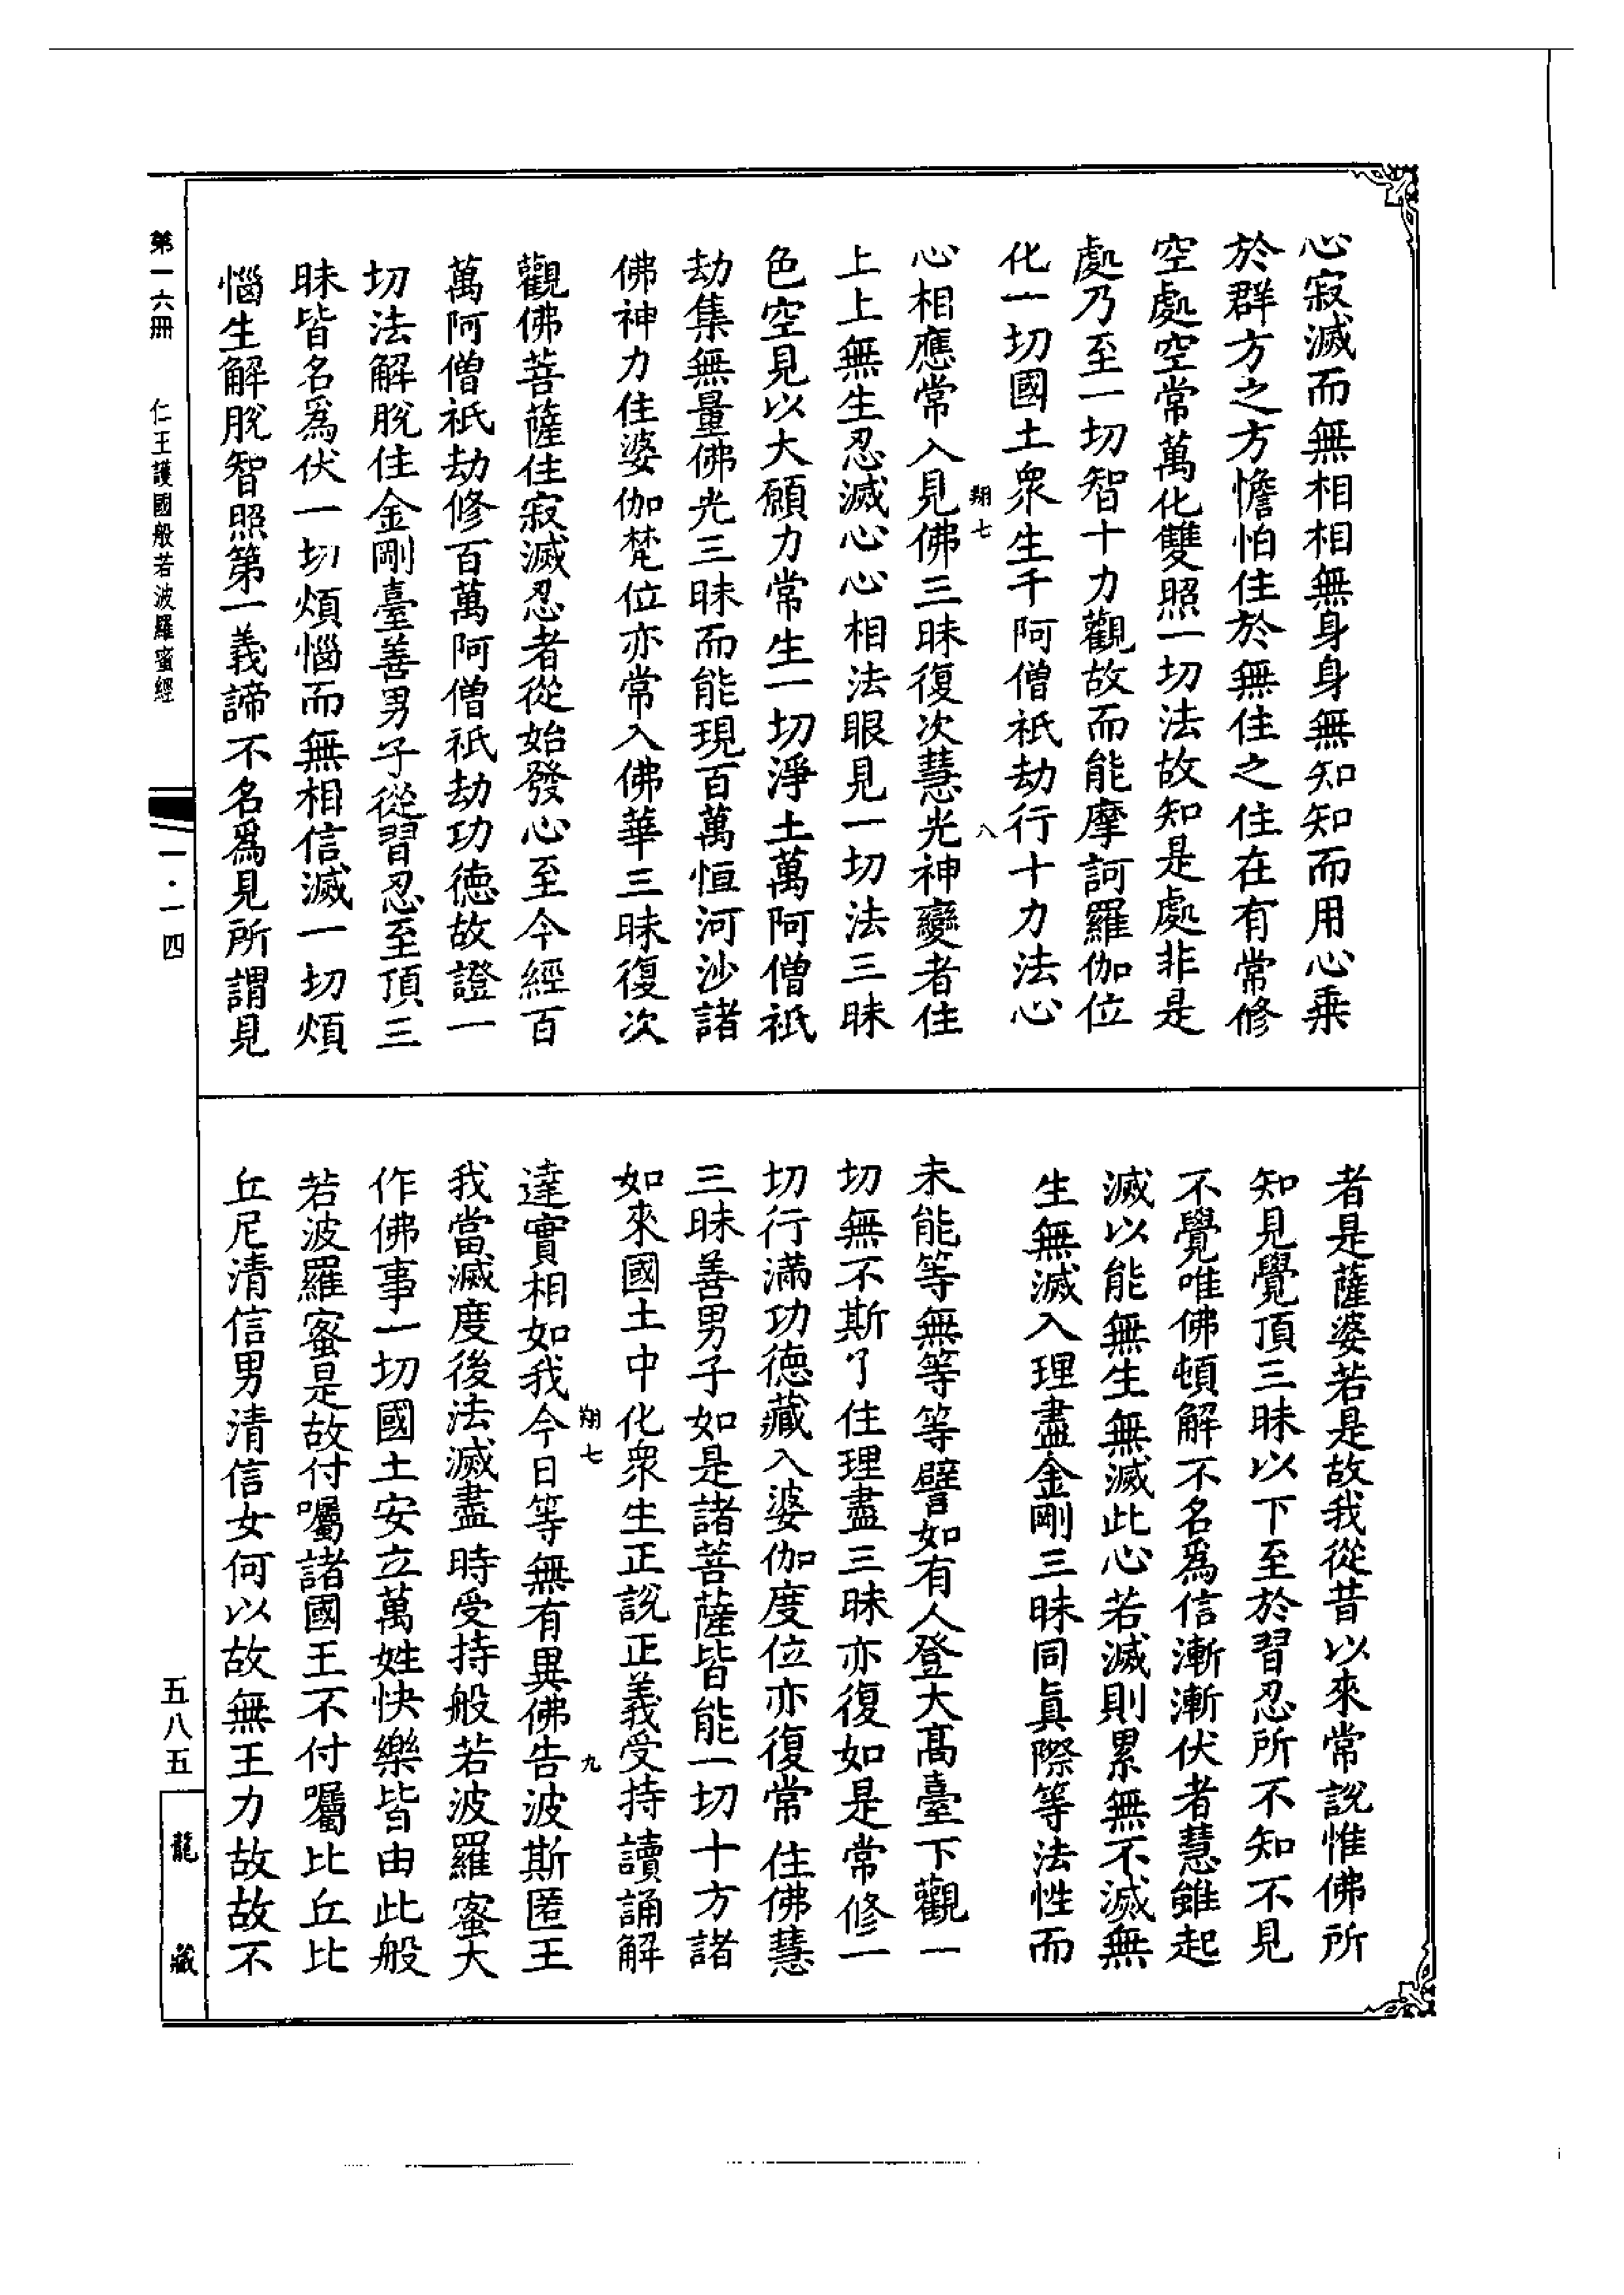 心寂滅而無相相無身身無知知而用心乘
於群方之方憺怕住於無住之住在有常修
空處空常萬化雙照一切法故知是處非是
處乃至一切智十力觀故而能摩訶羅伽位
化一切國土衆生千阿僧祇劫行十力法心
翔七
八
心相應常入見佛三昧復次慧光神變者住
上上無生忍滅心心相法眼見一切法三昧
色空見以大願力常生一切淨土萬阿僧祇
劫集無量佛光三昧而能現百萬恒河沙諸
佛神力住婆伽梵位亦常入佛華三昧復次
觀佛菩薩住寂滅忍者從始發心至今經百
萬阿僧祇劫修百萬阿僧祇劫功德故證一
切法解脫住金剛臺善男子從習忍至頂三
昧皆名爲伏一切煩惱而無相信滅一切煩
惱生解脫智照第一義諦不名爲見所謂見
者是薩婆若是故我從昔以來常說惟佛所
知見覺頂三昧以下至於習忍所不知不見
不覺唯佛頓解不名爲信漸漸伏者慧雖起
滅以能無生無滅此心若滅則累無不滅無
生無滅入理盡金剛三昧同眞際等法性而
未能等無等等譬如有人登大高臺下觀一
切無不斯了住理盡三昧亦復如是常修一
切行滿功德藏入婆伽度位亦復常住佛慧
三昧善男子如是諸菩薩皆能一切十方諸
如來國土中化衆生正說正義受持讀誦解
翔七
九
達實相如我今日等無有異佛告波斯匿王
我當滅度後法滅盡時受持般若波羅蜜大
作佛事一切國土安立萬姓快樂皆由此般
若波羅蜜是故付囑諸國王不付囑比丘比
丘尼清信男清信女何以故無王力故故不
第一六冊
仁王護國般若波羅蜜經
一·一四
五八五
龍藏